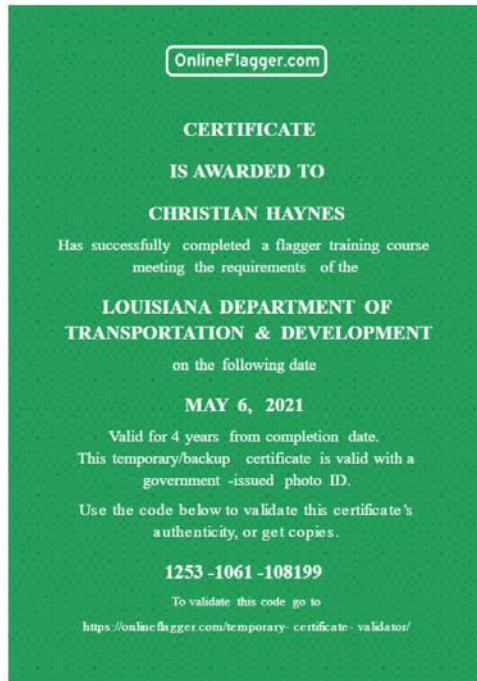 OnlineFlagger.com
CERTIFICATE
IS AWARDED TO
CHRISTIAN HAYNES
Has successfully completed a flagger training course
meeting the requirements of the
LOUISIANA DEPARTMENT OF
TRANSPORTATION & DEVELOPMENT
on the following date
MAY 6, 2021
Valid for 4 years from completion date.
This temporary/backup certificate is valid with a
government -issued photo ID.
Use the code below to validate this certificate's
authenticity, or get copies.
1253 -1061 -108199
To validate this code go to
https://onlineflagger.com/temporary- certificate- validator/